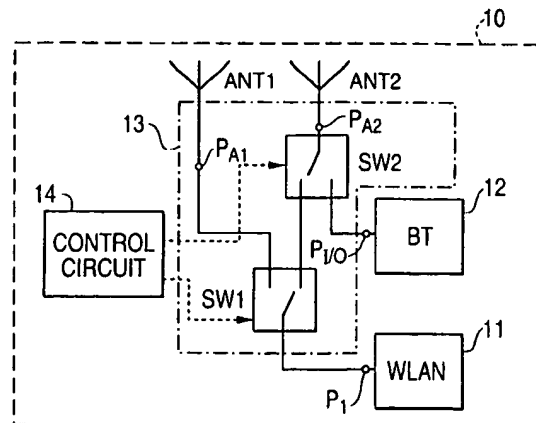 10
ANT1
ANT2
13
P_A1
P_A2
SW2
14
12
CONTROL
CIRCUIT
P_I/O
BT
SW1
11
WLAN
P_1